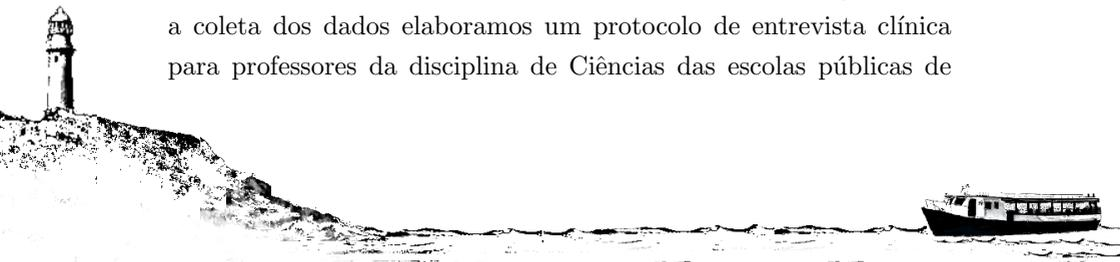 a coleta dos dados elaboramos um protocolo de entrevista clínica
para professores da disciplina de Ciências das escolas públicas de